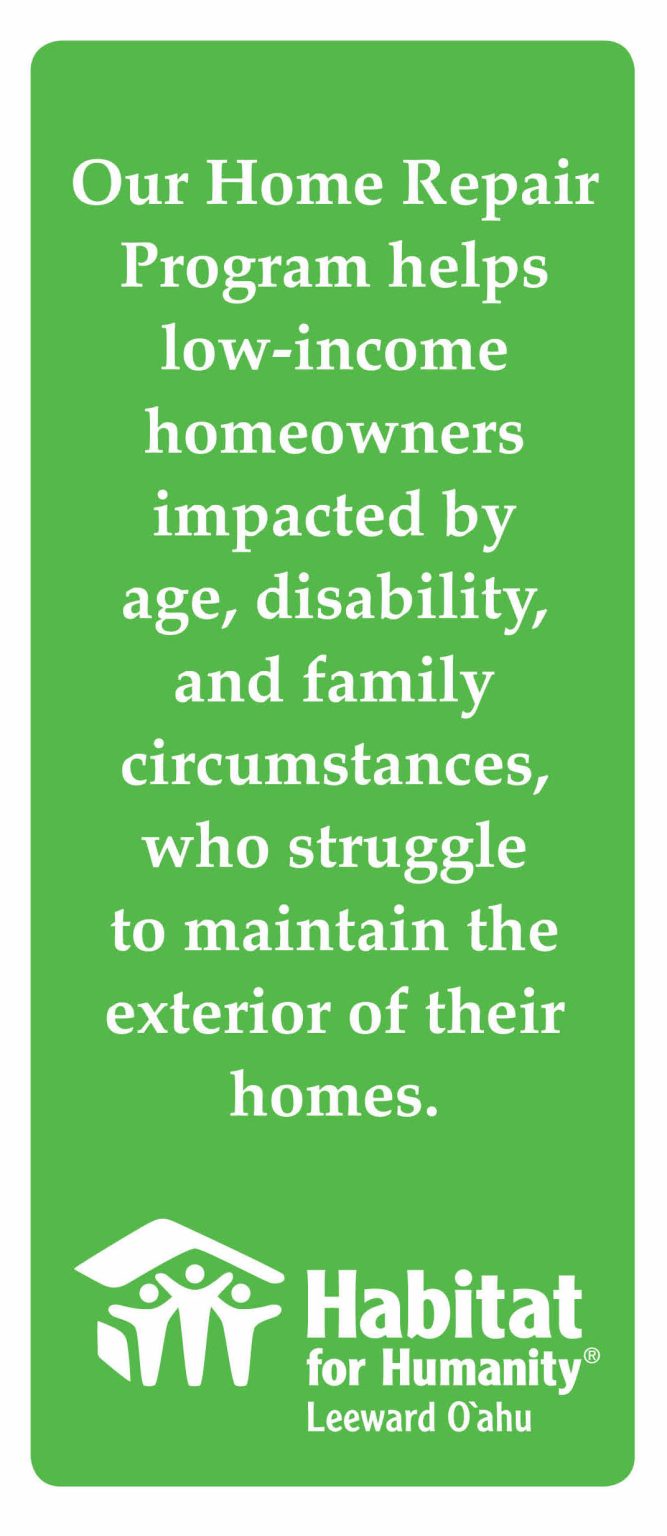 Our Home Repair
Program helps
low-income
homeowners
impacted by
age, disability,
and family
circumstances,
who struggle
to maintain the
exterior of their
homes.
Habitat
for Humanity®
Leeward O`ahu